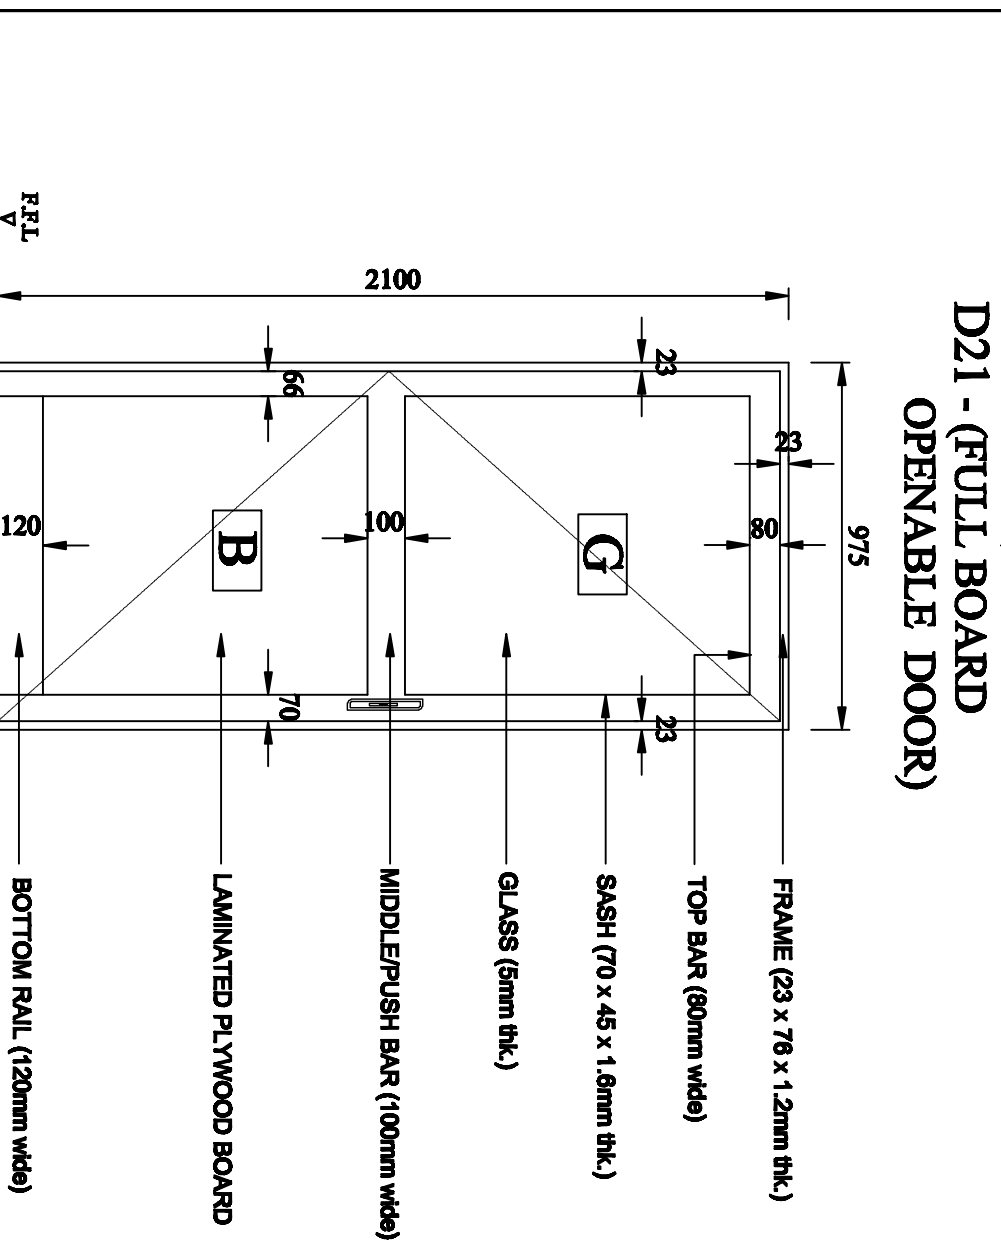 D21 - (FULL BOARD
OPENABLE DOOR)
975
2100
23
23
80
FRAME (23 x 76 x 1.2mm thk.)
TOP BAR (80mm wide)
G
23
23
SASH (70 x 45 x 1.6mm thk.)
GLASS (5mm thk.)
100
MIDDLE/PUSH BAR (100mm wide)
66
B
70
LAMINATED PLYWOOD BOARD
120
BOTTOM RAIL (120mm wide)
F.F.L